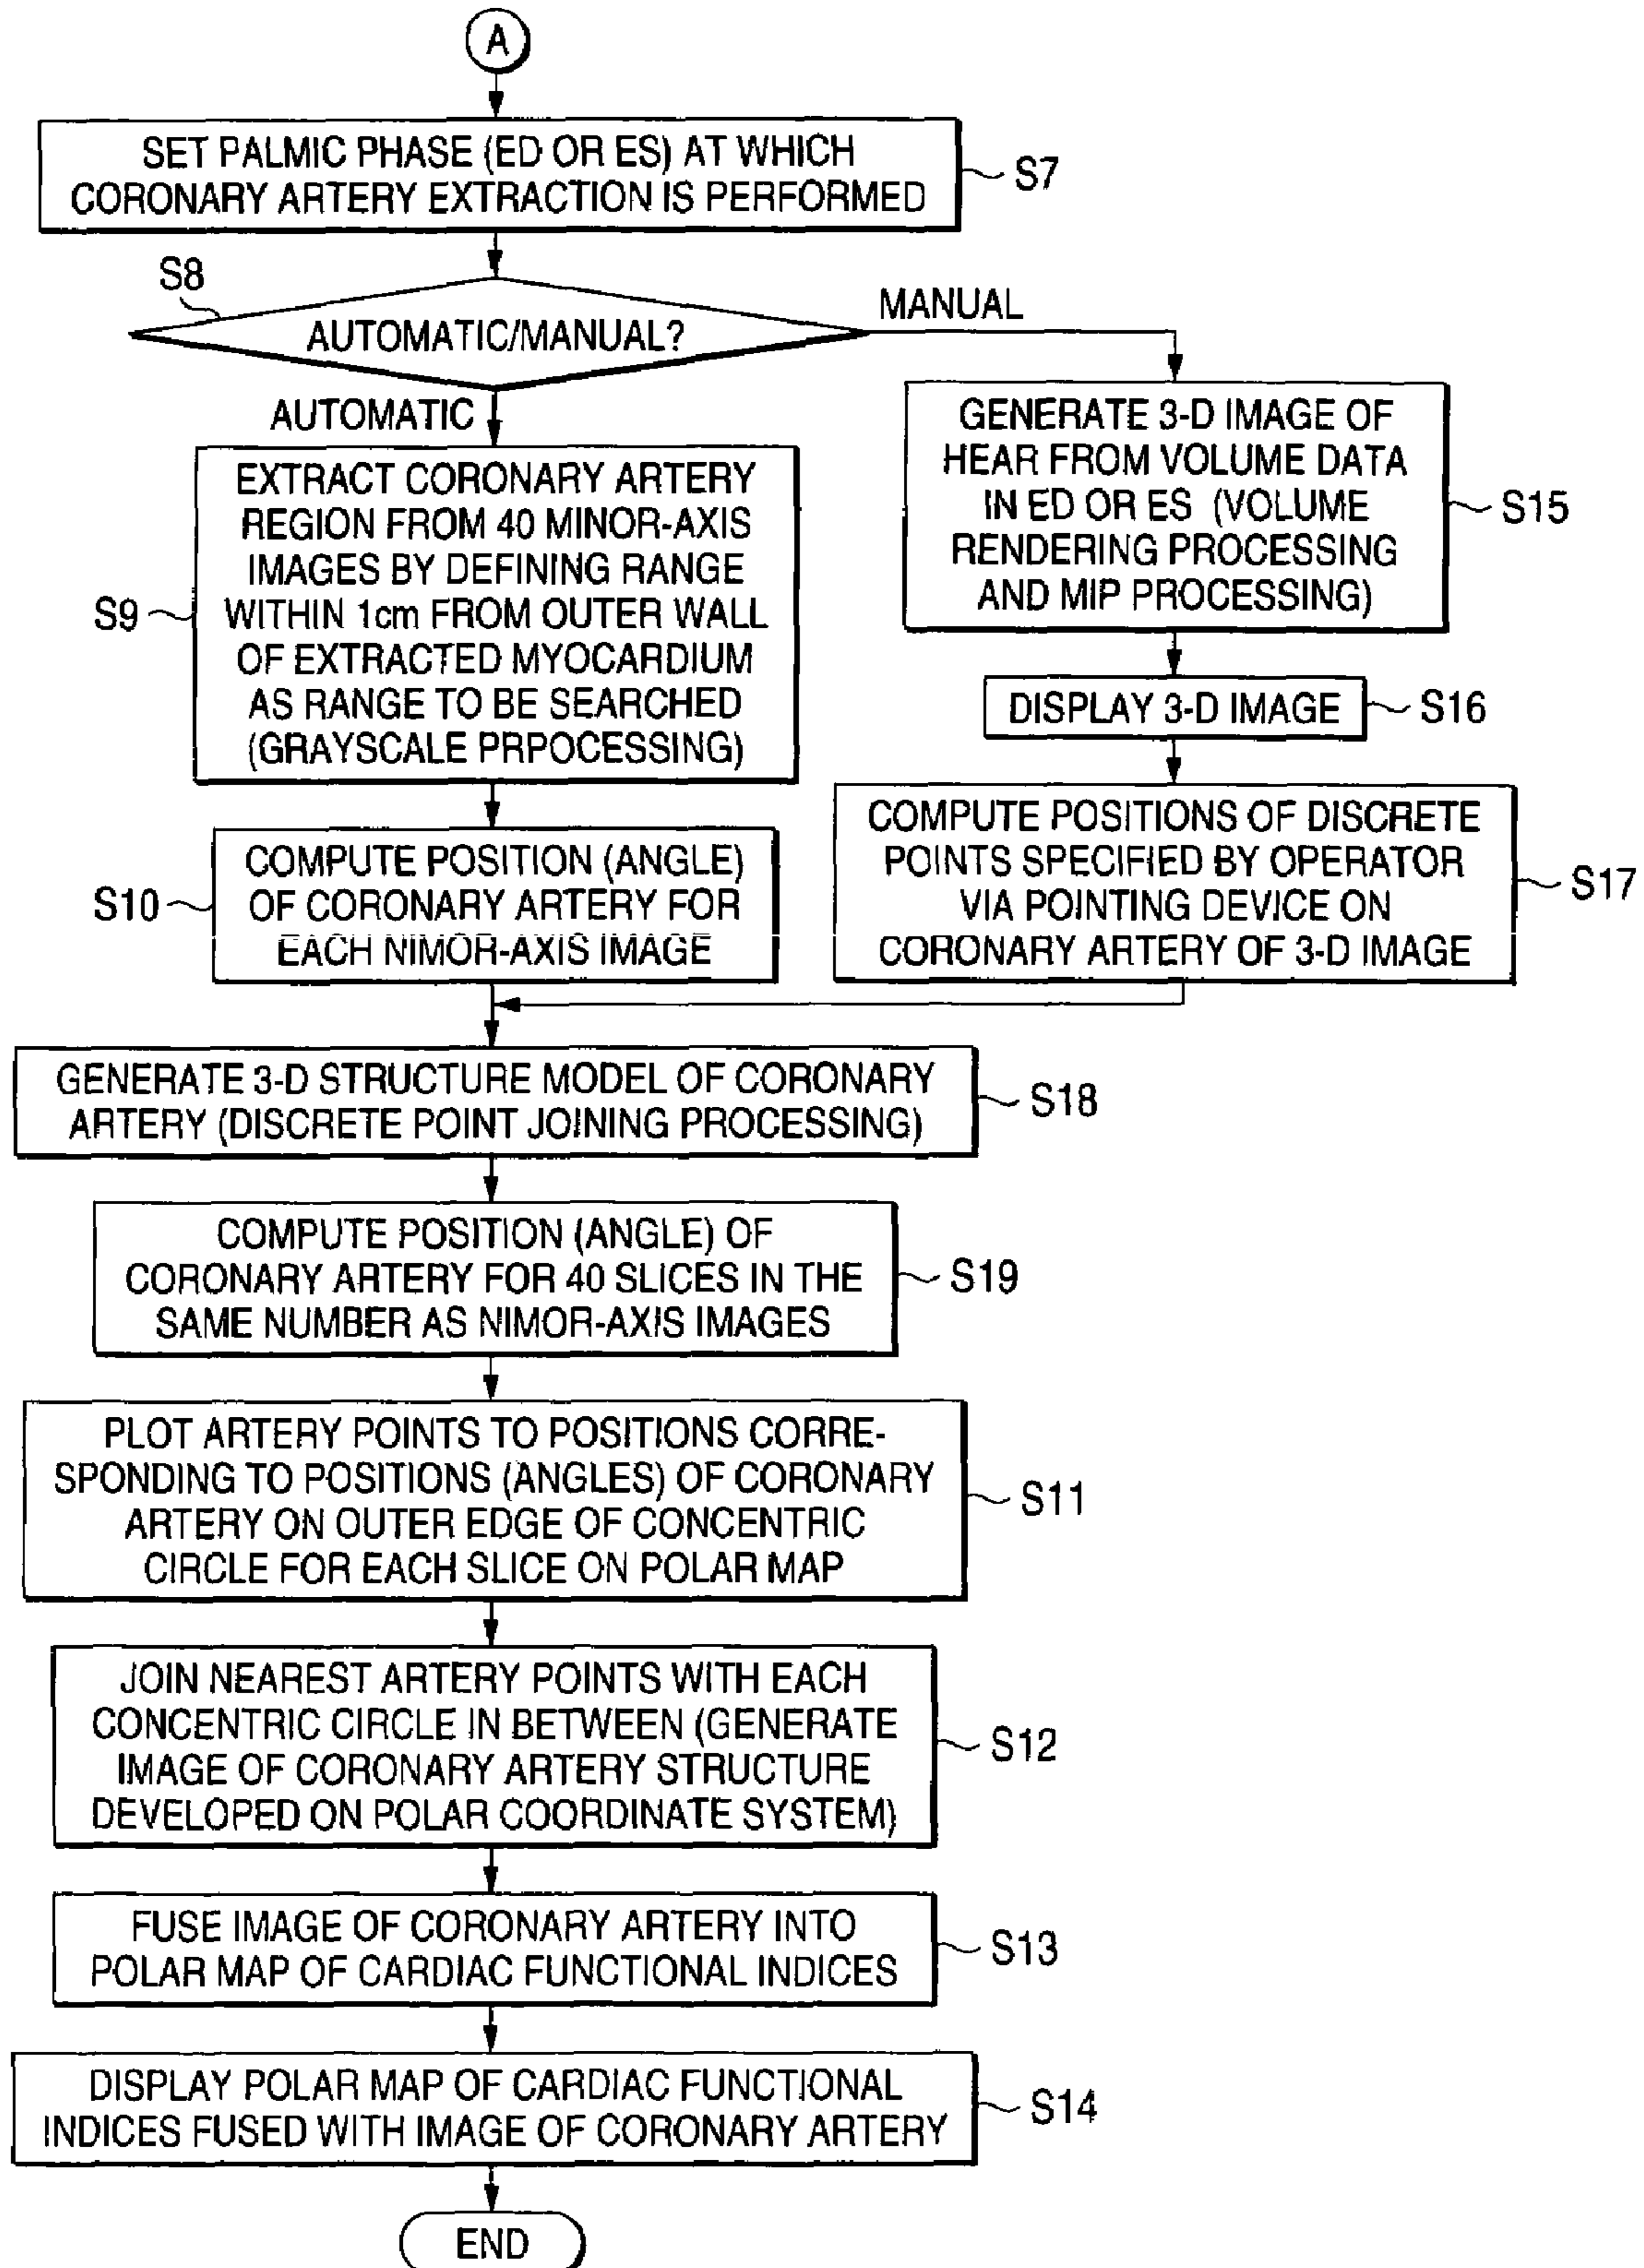 A
SET PALMIC PHASE (ED OR ES) AT WHICH
CORONARY ARTERY EXTRACTION IS PERFORMED
S7
S8
AUTOMATIC/MANUAL?
MANUAL
AUTOMATIC
EXTRACT CORONARY ARTERY
REGION FROM 40 MINOR-AXIS
IMAGES BY DEFINING RANGE
WITHIN 1cm FROM OUTER WALL
OF EXTRACTED MYOCARDIUM
AS RANGE TO BE SEARCHED
(GRAYSCALE PRPOCESSING)
S9
GENERATE 3-D IMAGE OF
HEAR FROM VOLUME DATA
IN ED OR ES (VOLUME
RENDERING PROCESSING
AND MIP PROCESSING)
S15
DISPLAY 3-D IMAGE
S16
COMPUTE POSITION (ANGLE)
OF CORONARY ARTERY FOR
EACH NIMOR-AXIS IMAGE
S10
COMPUTE POSITIONS OF DISCRETE
POINTS SPECIFIED BY OPERATOR
VIA POINTING DEVICE ON
CORONARY ARTERY OF 3-D IMAGE
S17
GENERATE 3-D STRUCTURE MODEL OF CORONARY
ARTERY (DISCRETE POINT JOINING PROCESSING)
S18
COMPUTE POSITION (ANGLE) OF
CORONARY ARTERY FOR 40 SLICES IN THE
SAME NUMBER AS NIMOR-AXIS IMAGES
S19
PLOT ARTERY POINTS TO POSITIONS CORRE-
SPONDING TO POSITIONS (ANGLES) OF CORONARY
ARTERY ON OUTER EDGE OF CONCENTRIC
CIRCLE FOR EACH SLICE ON POLAR MAP
S11
JOIN NEAREST ARTERY POINTS WITH EACH
CONCENTRIC CIRCLE IN BETWEEN (GENERATE
IMAGE OF CORONARY ARTERY STRUCTURE
DEVELOPED ON POLAR COORDINATE SYSTEM)
S12
FUSE IMAGE OF CORONARY ARTERY INTO
POLAR MAP OF CARDIAC FUNCTIONAL INDICES
S13
DISPLAY POLAR MAP OF CARDIAC FUNCTIONAL
INDICES FUSED WITH IMAGE OF CORONARY ARTERY
S14
END